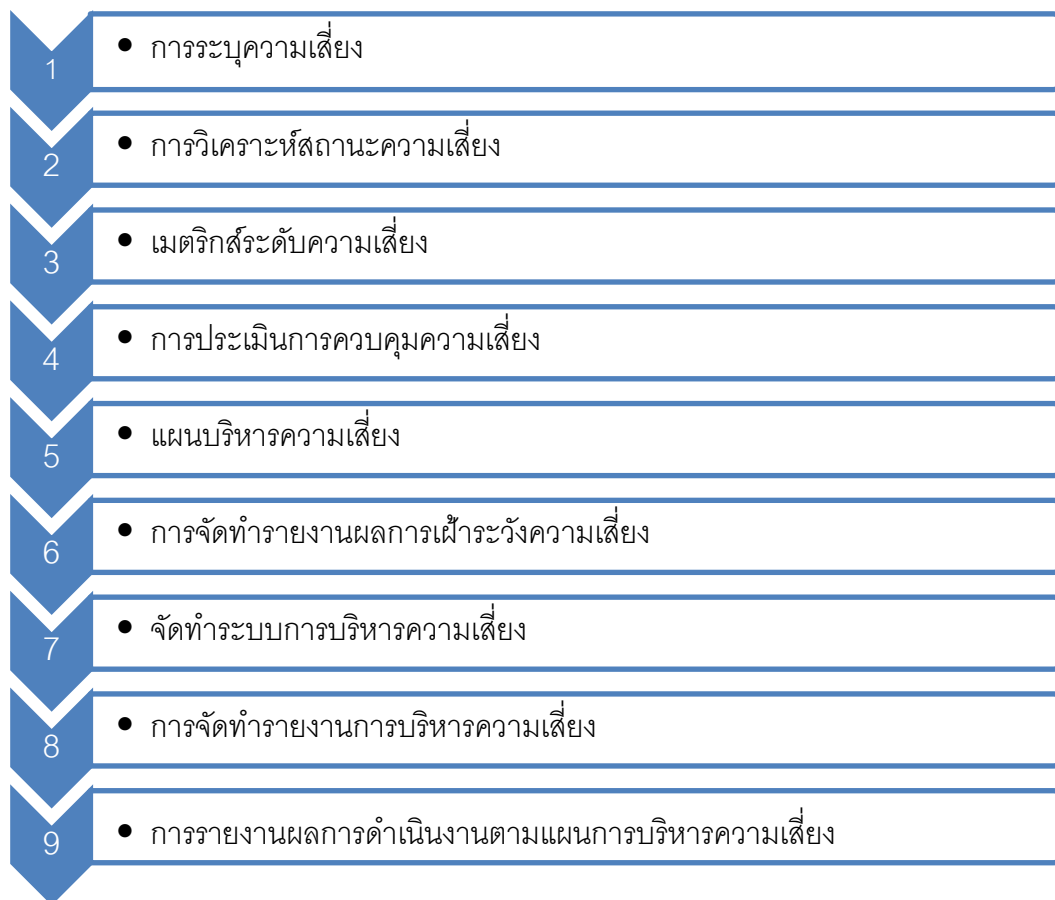 1 • การระบุความเสี่ยง
2 • การวิเคราะห์สถานะความเสี่ยง
3 • เมตริกส์ระดับความเสี่ยง
4 • การประเมินการควบคุมความเสี่ยง
5 • แผนบริหารความเสี่ยง
6 • การจัดทำรายงานผลการเฝ้าระวังความเสี่ยง
7 • จัดทำระบบการบริหารความเสี่ยง
8 • การจัดทำรายงานการบริหารความเสี่ยง
9 • การรายงานผลการดำเนินงานตามแผนการบริหารความเสี่ยง